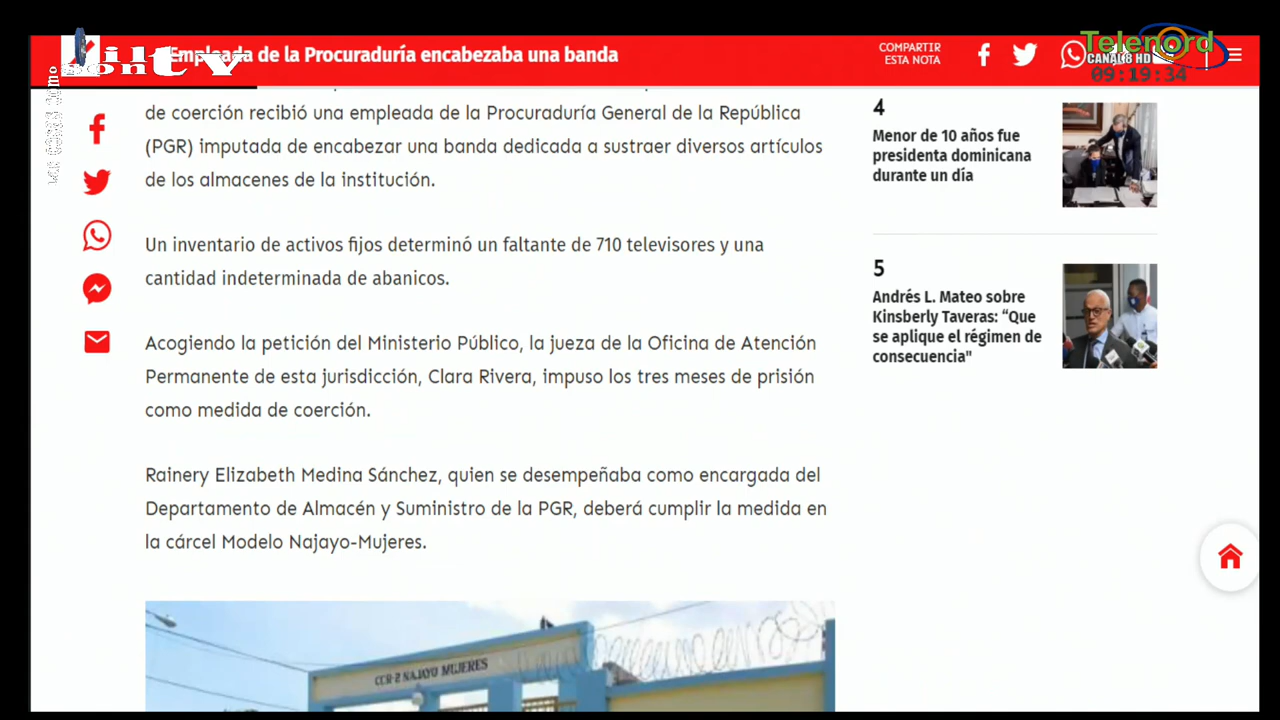 Empleada de la Procuraduría encabezaba una banda
COMPARTIR
ESTA NOTA
Telenord
CANAL 8 HD
09:19:34
de coerción recibió una empleada de la Procuraduría General de la República
(PGR) imputada de encabezar una banda dedicada a sustraer diversos artículos
de los almacenes de la institución.
Un inventario de activos fijos determinó un faltante de 710 televisores y una
cantidad indeterminada de abanicos.
Acogiendo la petición del Ministerio Público, la jueza de la Oficina de Atención
Permanente de esta jurisdicción, Clara Rivera, impuso los tres meses de prisión
como medida de coerción.
Rainery Elizabeth Medina Sánchez, quien se desempeñaba como encargada del
Departamento de Almacén y Suministro de la PGR, deberá cumplir la medida en
la cárcel Modelo Najayo-Mujeres.
CCR-2 NAJAYO MUJERES
4
Menor de 10 años fue
presidenta dominicana
durante un día
5
Andrés L. Mateo sobre
Kinsberly Taveras: “Que
se aplique el régimen de
consecuencia"